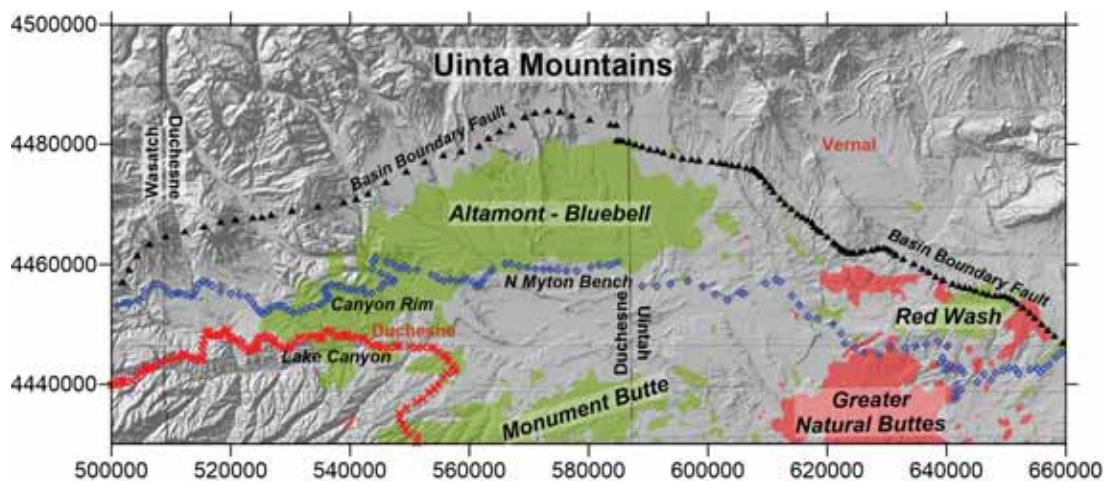 4500000
Uinta Mountains
4480000
Wasatch
Duchesne
Basin Boundary Fault
Vernal
Altamont - Bluebell
4460000
Basin Boundary Fault
N Myton Bench
Canyon Rim
Duchesne
Uintah
Red Wash
Duchesne
Lake Canyon
4440000
Monument Butte
Greater
Natural Buttes
500000 520000 540000 560000 580000 600000 620000 640000 660000